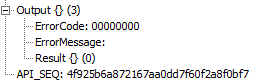 Output {} (3)
ErrorCode: 00000000
ErrorMessage:
Result {} (0)
API_SEQ: 4f925b6a872167aa0dd7f60f2a8f0bf7